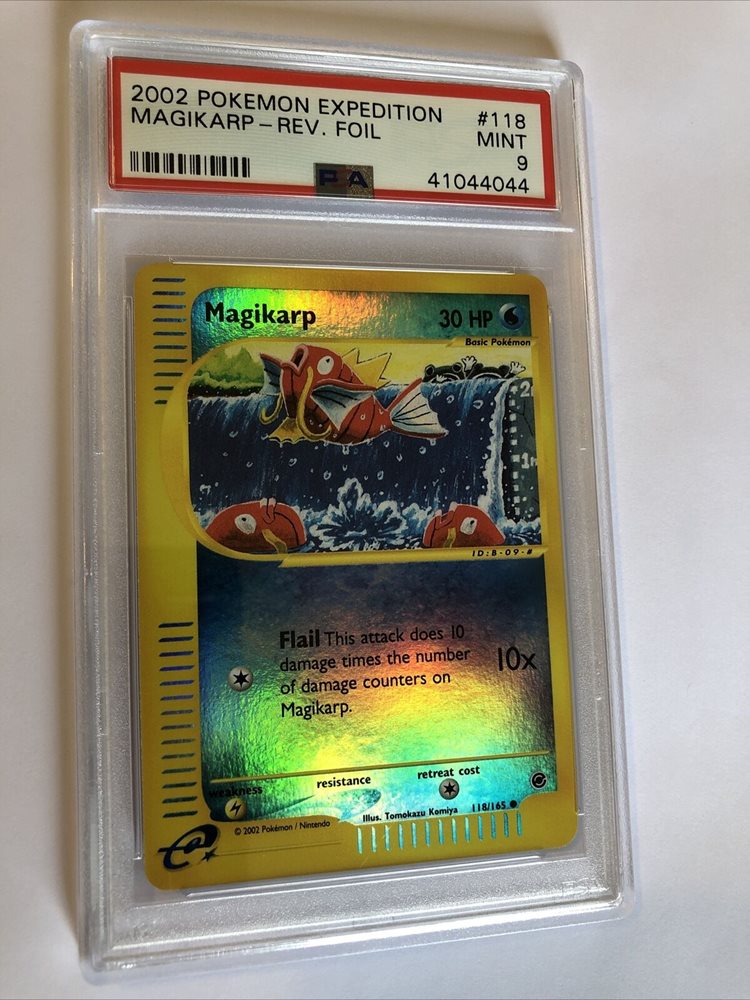 2002 POKEMON EXPEDITION #118
MAGIKARP – REV. FOIL MINT
9
PSA 41044044
Magikarp 30 HP
Basic Pokémon
2
1m
ID:B-09-#
Flail This attack does 10
damage times the number
of damage counters on
Magikarp.
10x
weakness resistance retreat cost
Illus. Tomokazu Komiya 118/165
© 2002 Pokémon / Nintendo
e